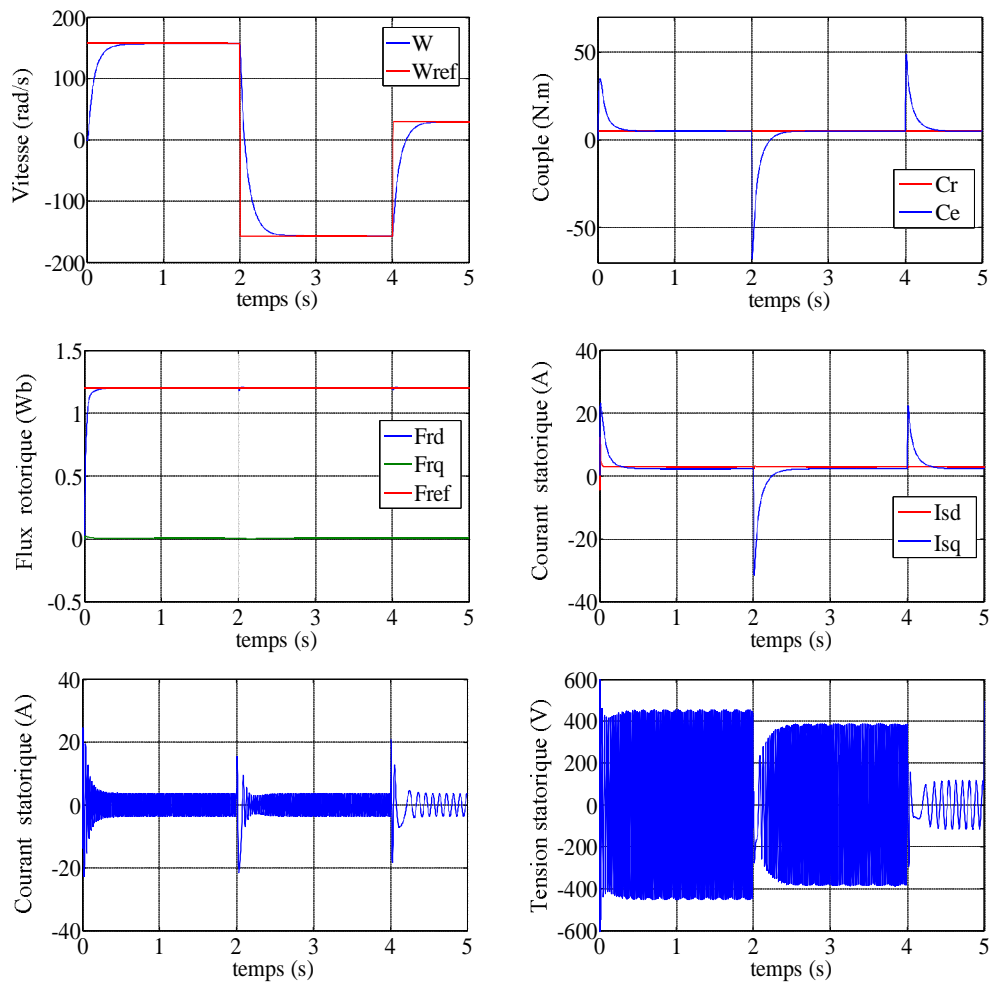 Vitesse (rad/s)
200
100
0
-100
-200
W
Wref
0 1 2 3 4 5
temps (s)
Couple (N.m)
50
0
-50
Cr
Ce
0 1 2 3 4 5
temps (s)
Flux rotorique (Wb)
1.5
1
0.5
0
-0.5
Frd
Frq
Fref
0 1 2 3 4 5
temps (s)
Courant statorique (A)
40
20
0
-20
-40
Isd
Isq
0 1 2 3 4 5
temps (s)
Courant statorique (A)
40
20
0
-20
-40
0 1 2 3 4 5
temps (s)
Tension statorique (V)
600
400
200
0
-200
-400
-600
0 1 2 3 4 5
temps (s)